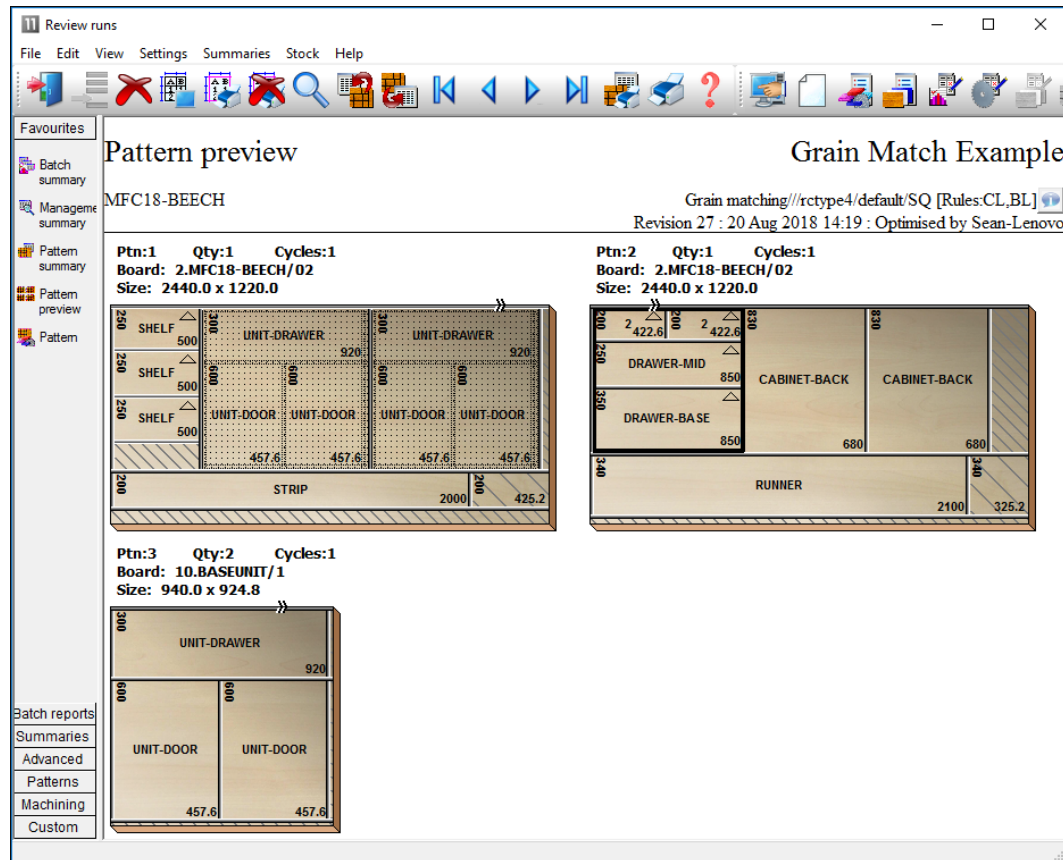 Review runs
File Edit View Settings Summaries Stock Help
Favourites
Batch
summary
Manageme
summary
Pattern
summary
Pattern
preview
Pattern
Batch reports
Summaries
Advanced
Patterns
Machining
Custom
Pattern preview
Grain Match Example
MFC18-BEECH
Grain matching///rctype4/default/SQ [Rules:CL,BL]
Revision 27 : 20 Aug 2018 14:19 : Optimised by Sean-Lenovo
Ptn:1 Qty:1 Cycles:1
Board: 2.MFC18-BEECH/02
Size: 2440.0 x 1220.0
250 SHELF 500
250 SHELF 500
250 SHELF 500
300 UNIT-DRAWER 920
300 UNIT-DRAWER 920
600 UNIT-DOOR 457.6
UNIT-DOOR 457.6
600 UNIT-DOOR 457.6
600 UNIT-DOOR 457.6
200 STRIP 2000
200 425.2
Ptn:2 Qty:1 Cycles:1
Board: 2.MFC18-BEECH/02
Size: 2440.0 x 1220.0
200 2 422.6
200 2 422.6
250 DRAWER-MID 850
350 DRAWER-BASE 850
830 CABINET-BACK 680
830 CABINET-BACK 680
340 RUNNER 2100
340 325.2
Ptn:3 Qty:2 Cycles:1
Board: 10.BASEUNIT/1
Size: 940.0 x 924.8
300 UNIT-DRAWER 920
600 UNIT-DOOR 457.6
600 UNIT-DOOR 457.6